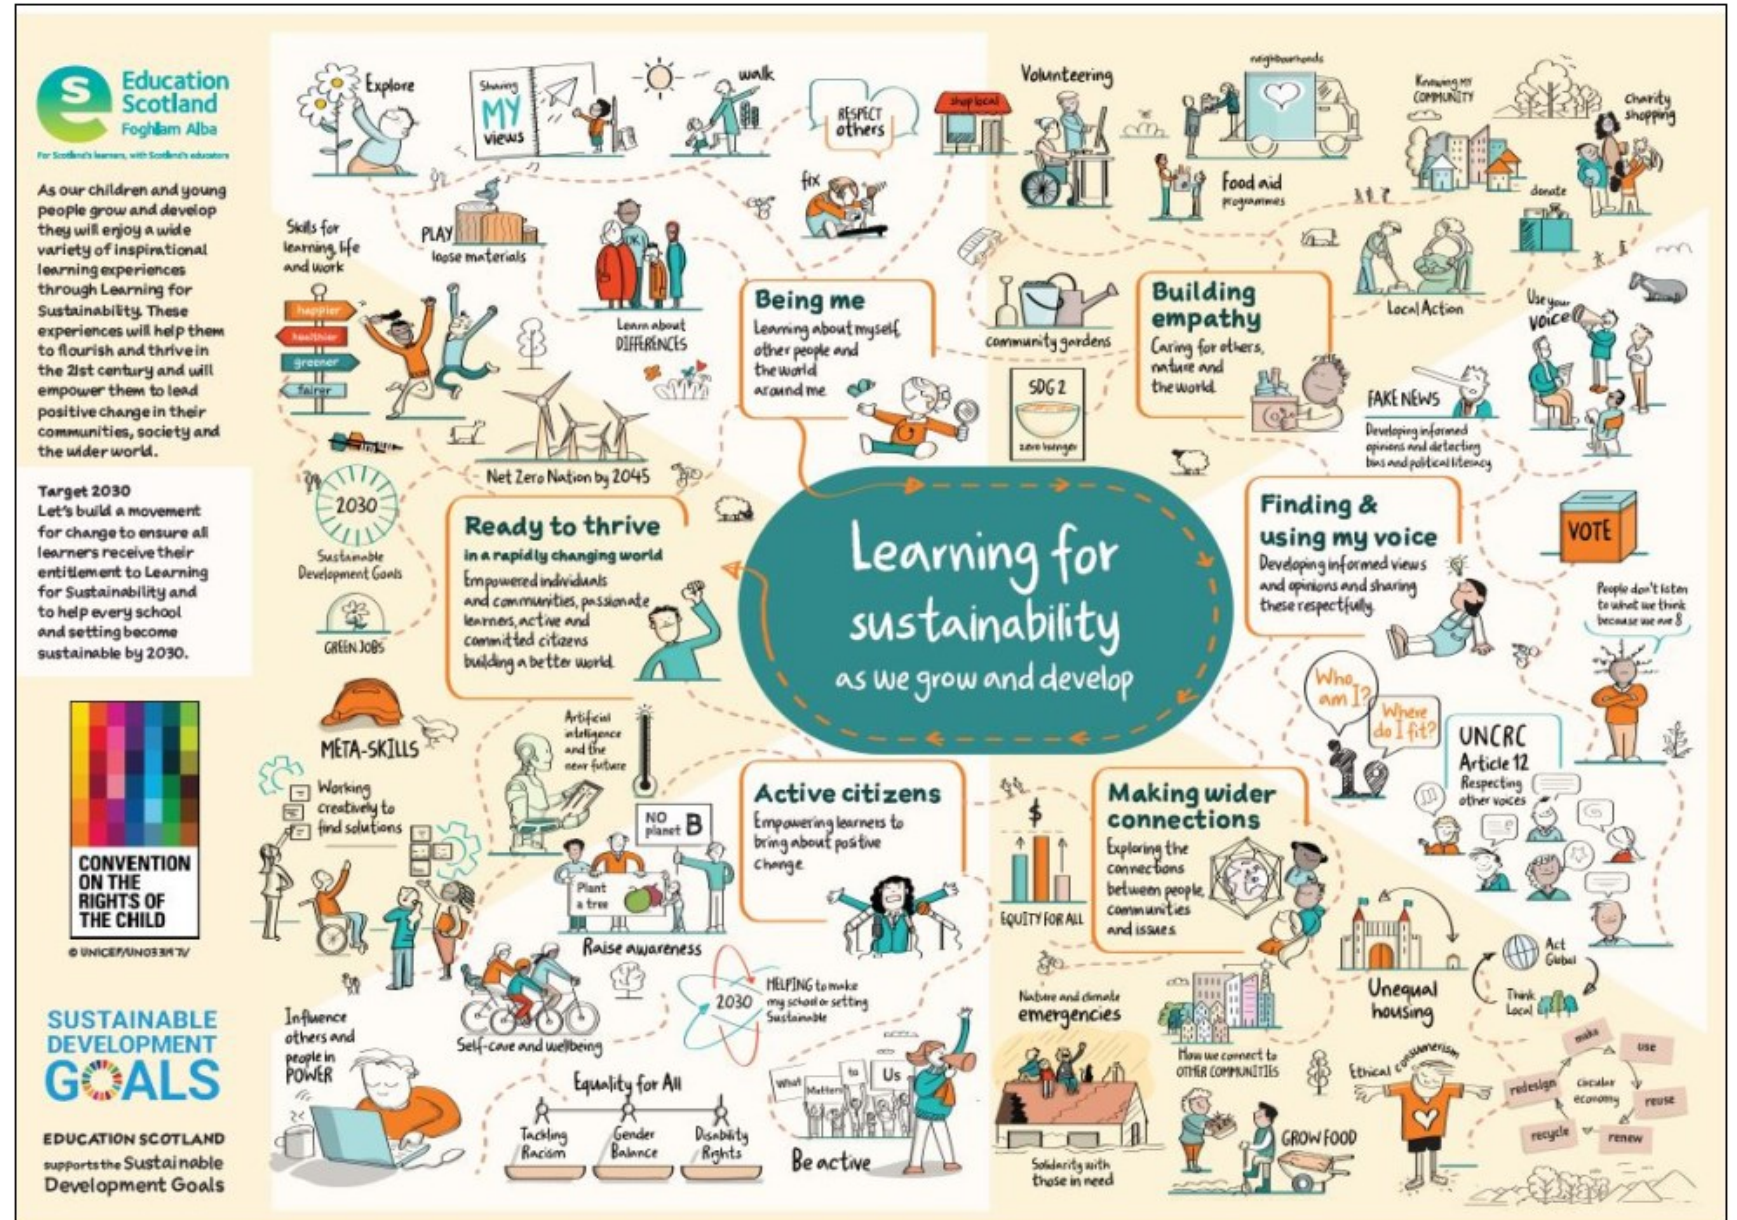 Education
Scotland
Foghlam Alba
For Scotland's learners, with Scotland's educators
As our children and young
people grow and develop
they will enjoy a wide
variety of inspirational
learning experiences
through Learning for
Sustainability. These
experiences will help them
to flourish and thrive in
the 21st century and will
empower them to lead
positive change in their
communities, society and
the wider world.
Target 2030
Let's build a movement
for change to ensure all
learners receive their
entitlement to Learning
for Sustainability and
to help every school
and setting become
sustainable by 2030.
CONVENTION
ON THE
RIGHTS OF
THE CHILD
SUSTAINABLE
DEVELOPMENT
GOALS
EDUCATION SCOTLAND
supports the Sustainable
Development Goals
Learning for
sustainability
as we grow and develop
Being me
Learning about myself,
other people and
the world
around me
Explore
Sharing
MY
views
walk
RESPECT
others
PLAY
loose materials
fix
Learn about
DIFFERENCES
Building
empathy
Caring for others,
nature and
the world
shop local
Volunteering
neighbourhoods
Food aid
programmes
Knowing MY
COMMUNITY
Charity
shopping
donate
Local Action
community gardens
SDG 2
zero hunger
Finding &
using my voice
Developing informed views
and opinions and sharing
these respectfully.
FAKE NEWS
Developing informed
opinions and detecting
bias and political literacy
Use your
voice
VOTE
People don't listen
to what we think
because we are 8
Who
am I?
Where
do I fit?
UNCRC
Article 12
Respecting
other voices
Making wider
connections
Exploring the
connections
between people,
communities
and issues.
$
EQUITY FOR ALL
Nature and climate
emergencies
Solidarity with
those in need
How we connect to
OTHER COMMUNITIES
GROW FOOD
Unequal
housing
Act
Global
Think
Local
Ethical consumerism
circular
economy
make
use
reuse
renew
recycle
redesign
Active citizens
Empowering learners to
bring about positive
change
NO
planet B
Plant
a tree
Raise awareness
Self-care and wellbeing
2030
HELPING to make
my school or setting
Sustainable
Influence
others and
people in
POWER
Equality for All
Tackling
Racism
Gender
Balance
Disability
Rights
What
Matters
to
Us
Be active
Ready to thrive
in a rapidly changing world
Empowered individuals
and communities, passionate
learners, active and
committed citizens
building a better world.
Skills for
learning, life
and work
happier
healthier
greener
fairer
Net Zero Nation by 2045
2030
Sustainable
Development Goals
GREEN JOBS
META-SKILLS
Working
creatively to
find solutions
Artificial
intelligence
and the
near future